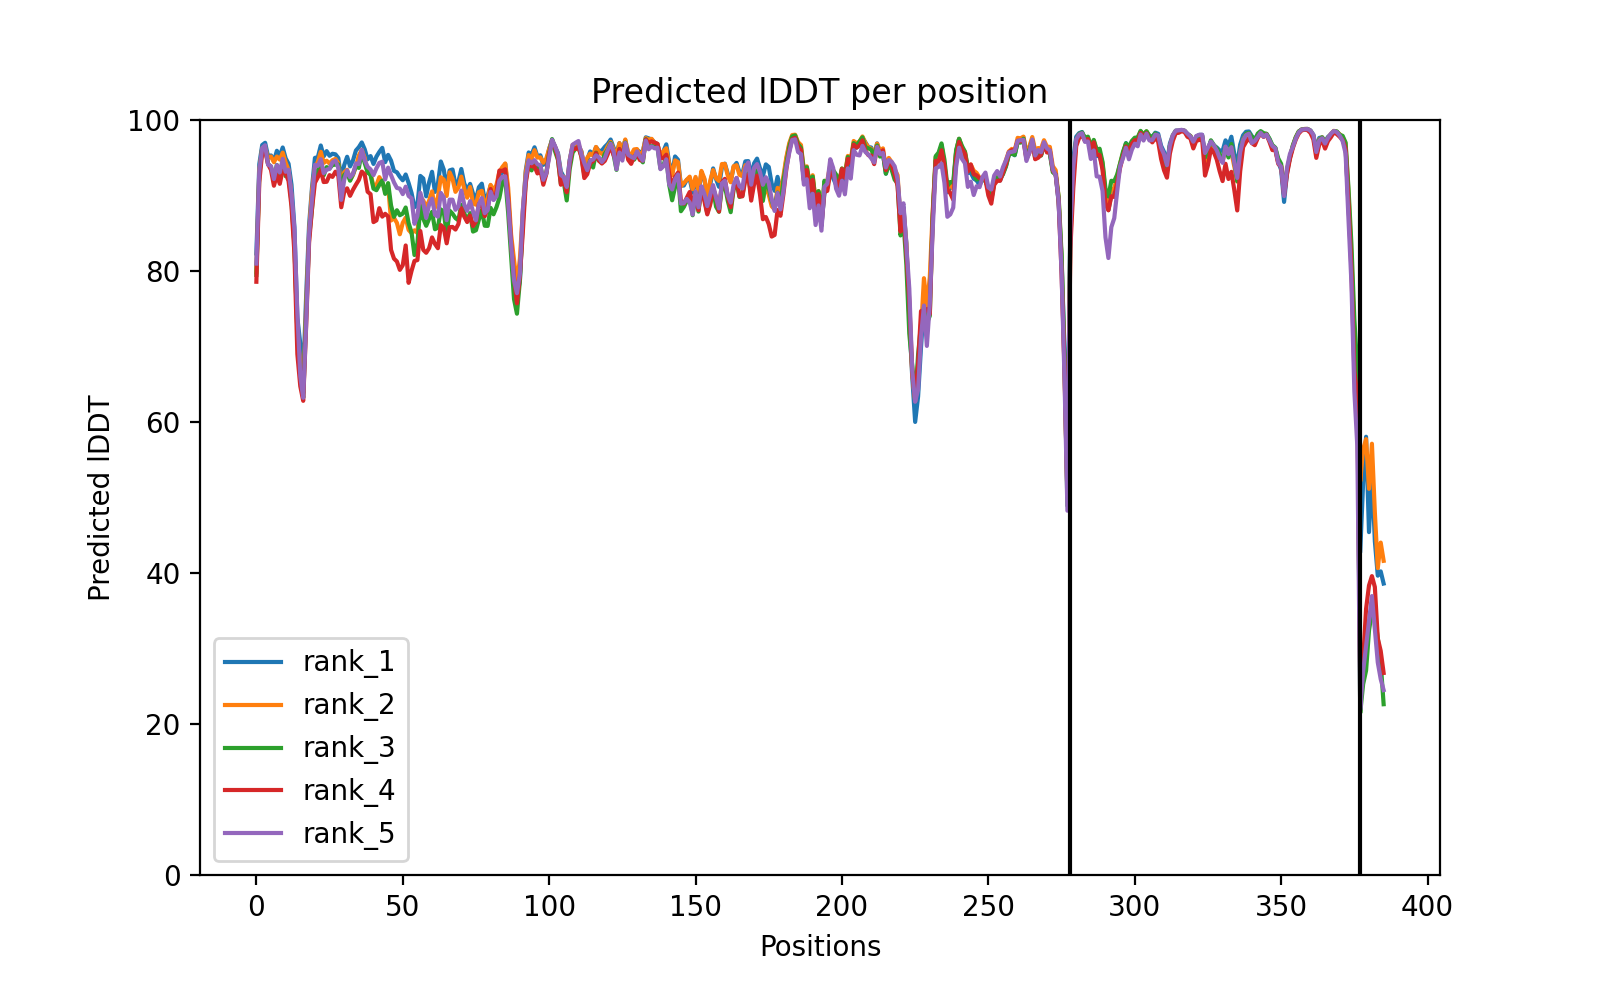 Predicted lDDT per position
100
80
60
40
20
0
Predicted lDDT
rank_1
rank_2
rank_3
rank_4
rank_5
0 50 100 150 200 250 300 350 400
Positions